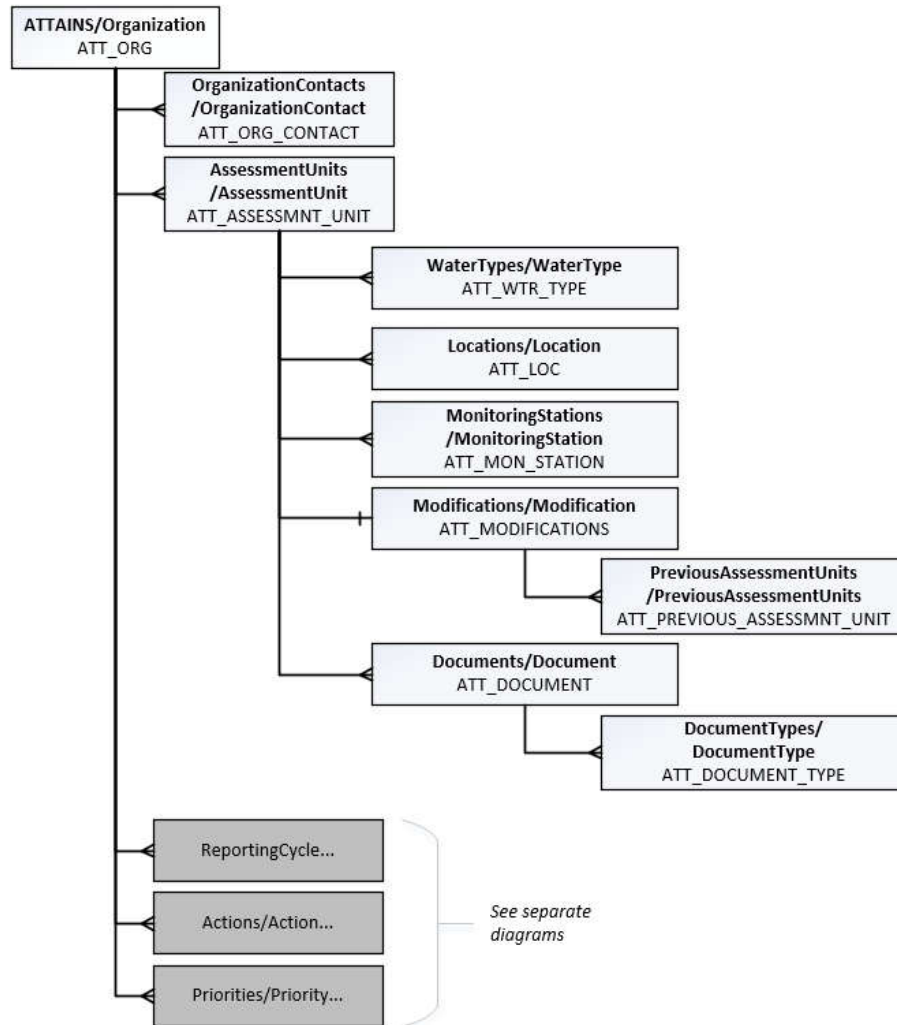 ATTAINS/Organization
ATT_ORG
OrganizationContacts
/OrganizationContact
ATT_ORG_CONTACT
AssessmentUnits
/AssessmentUnit
ATT_ASSESSMNT_UNIT
WaterTypes/WaterType
ATT_WTR_TYPE
Locations/Location
ATT_LOC
MonitoringStations
/MonitoringStation
ATT_MON_STATION
Modifications/Modification
ATT_MODIFICATIONS
PreviousAssessmentUnits
/PreviousAssessmentUnits
ATT_PREVIOUS_ASSESSMNT_UNIT
Documents/Document
ATT_DOCUMENT
DocumentTypes/
DocumentType
ATT_DOCUMENT_TYPE
ReportingCycle...
Actions/Action...
Priorities/Priority...
See separate
diagrams